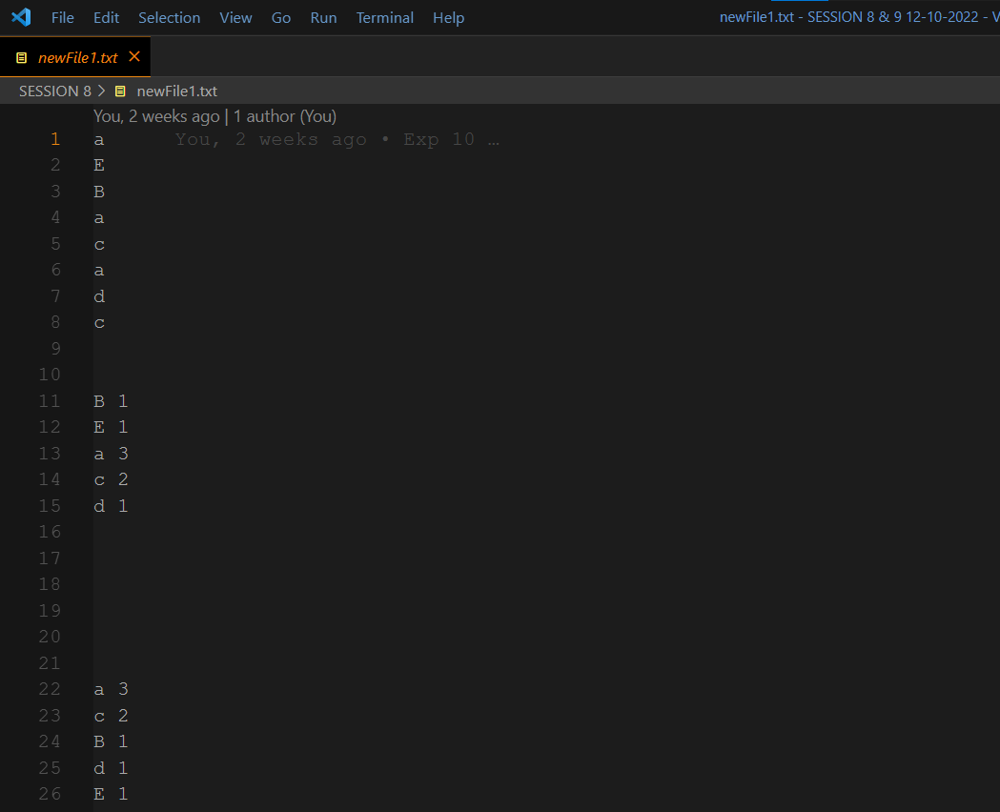 File Edit Selection View Go Run Terminal Help newFile1.txt - SESSION 8 & 9 12-10-2022 - V
newFile1.txt
SESSION 8 > newFile1.txt
You, 2 weeks ago | 1 author (You)
1 a You, 2 weeks ago • Exp 10 …
2 E
3 B
4 a
5 c
6 a
7 d
8 c
9
10
11 B 1
12 E 1
13 a 3
14 c 2
15 d 1
16
17
18
19
20
21
22 a 3
23 c 2
24 B 1
25 d 1
26 E 1